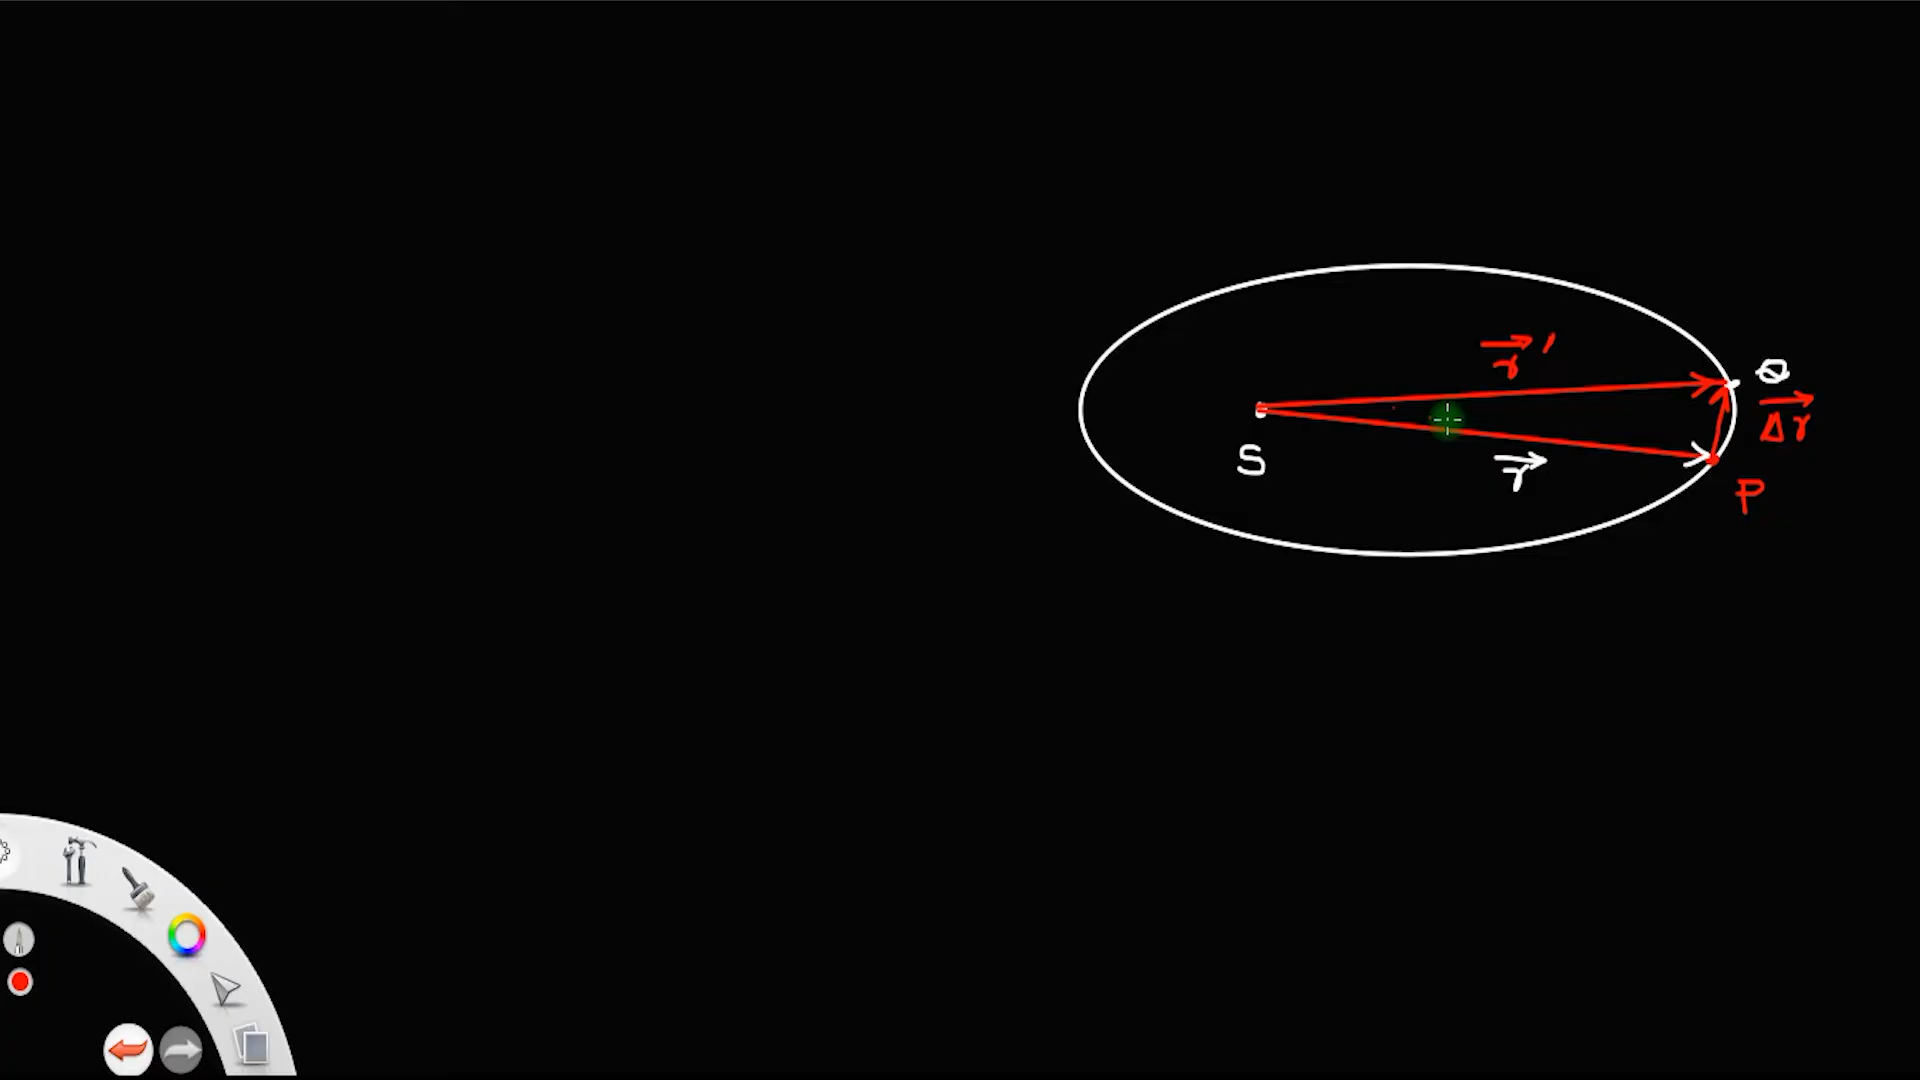 r⃗ ′
Q
Δr⃗
S
r⃗
P